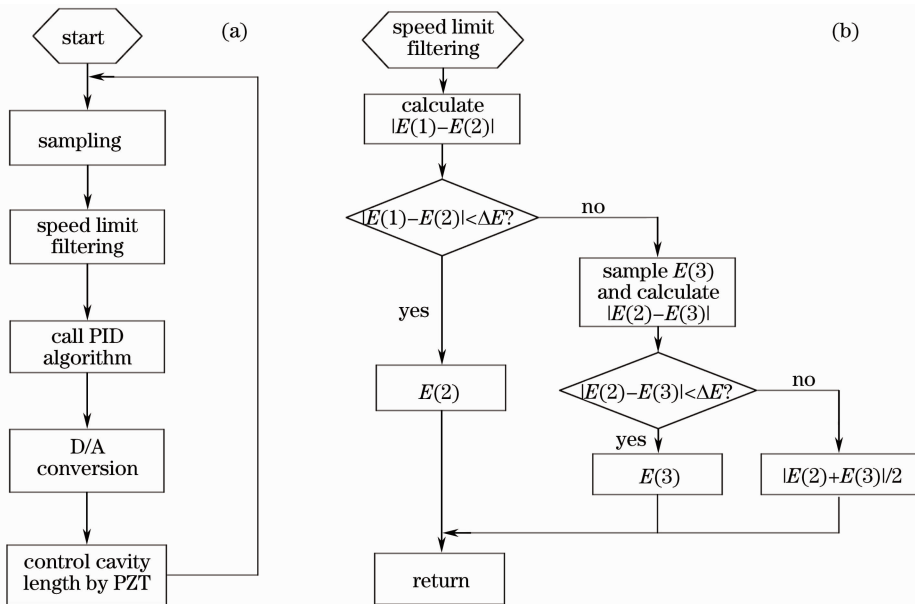 (a)
start
sampling
speed limit
filtering
call PID
algorithm
D/A
conversion
control cavity
length by PZT
(b)
speed limit
filtering
calculate
|E(1)−E(2)|
|E(1)−E(2)|<ΔE?
no
yes
sample E(3)
and calculate
|E(2)−E(3)|
E(2)
|E(2)−E(3)|<ΔE?
no
yes
E(3)
|E(2)+E(3)|/2
return